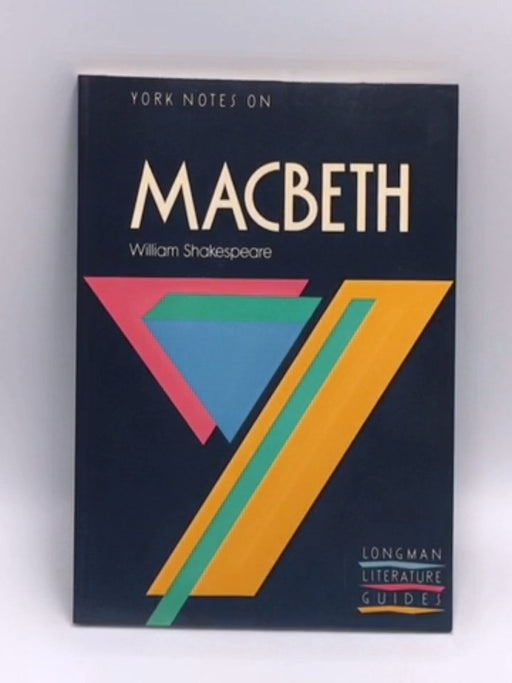 YORK NOTES ON
MACBETH
William Shakespeare
LONGMAN
LITERATURE
GUIDES